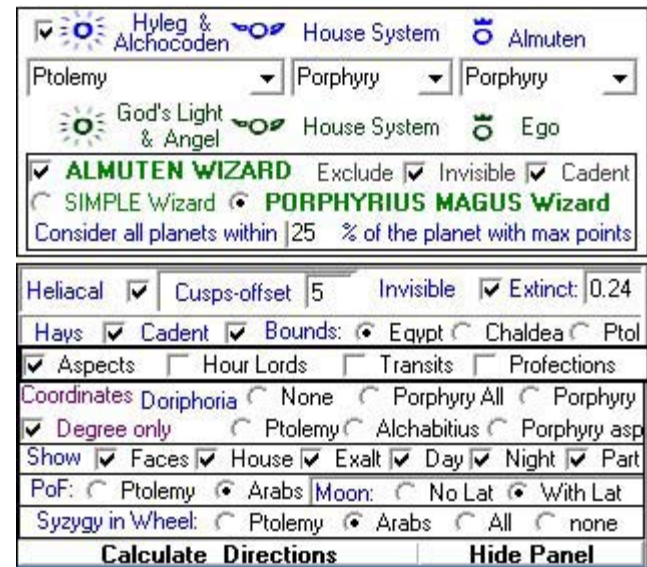 Hyleg & Alchocoden House System Almuten
Ptolemy Porphyry Porphyry
God's Light & Angel House System Ego
ALMUTEN WIZARD Exclude Invisible Cadent
SIMPLE Wizard PORPHYRIUS MAGUS Wizard
Consider all planets within 25 % of the planet with max points
Heliacal Cusps-offset 5 Invisible Extinct: 0.24
Hays Cadent Bounds: Egypt Chaldea Ptol
Aspects Hour Lords Transits Profections
Coordinates Doriphoria None Porphyry All Porphyry
Degree only Ptolemy Alchabitius Porphyry asp
Show Faces House Exalt Day Night Part
PoF: Ptolemy Arabs Moon: No Lat With Lat
Syzygy in Wheel: Ptolemy Arabs All none
Calculate Directions Hide Panel